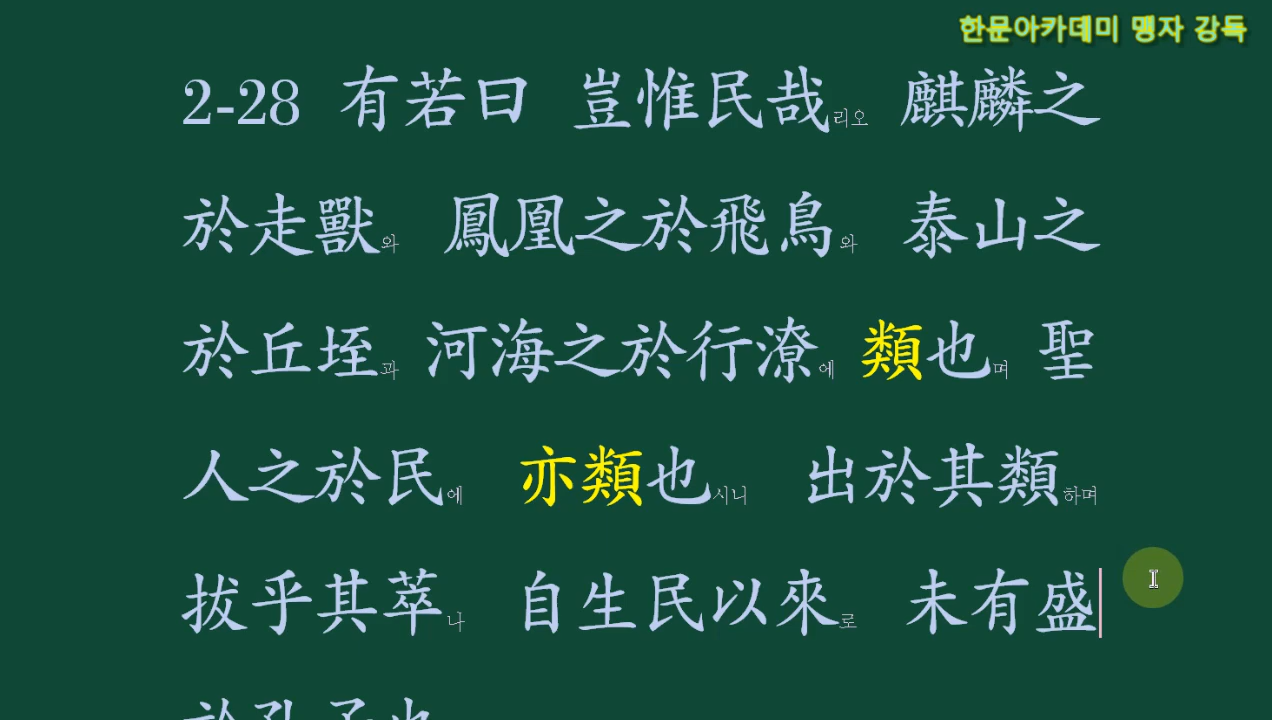 한문아카데미 맹자 강독
2-28 有若曰 豈惟民哉리오 麒麟之
於走獸와 鳳凰之於飛鳥와 泰山之
於丘垤과 河海之於行潦에 類也며 聖
人之於民에 亦類也시니 出於其類하며
拔乎其萃나 自生民以來로 未有盛
於孔子也